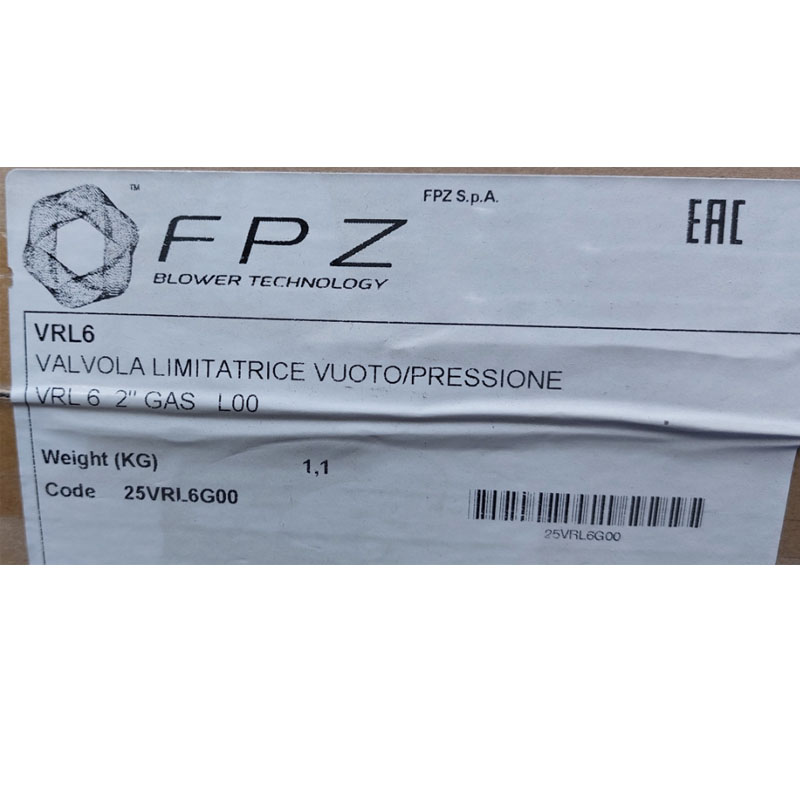 TM
FPZ
BLOWER TECHNOLOGY
FPZ S.p.A.
EAC
VRL6
VALVOLA LIMITATRICE VUOTO/PRESSIONE
VRL 6 2" GAS L00
Weight (KG) 1,1
Code 25VRL6G00
25VRL6G00